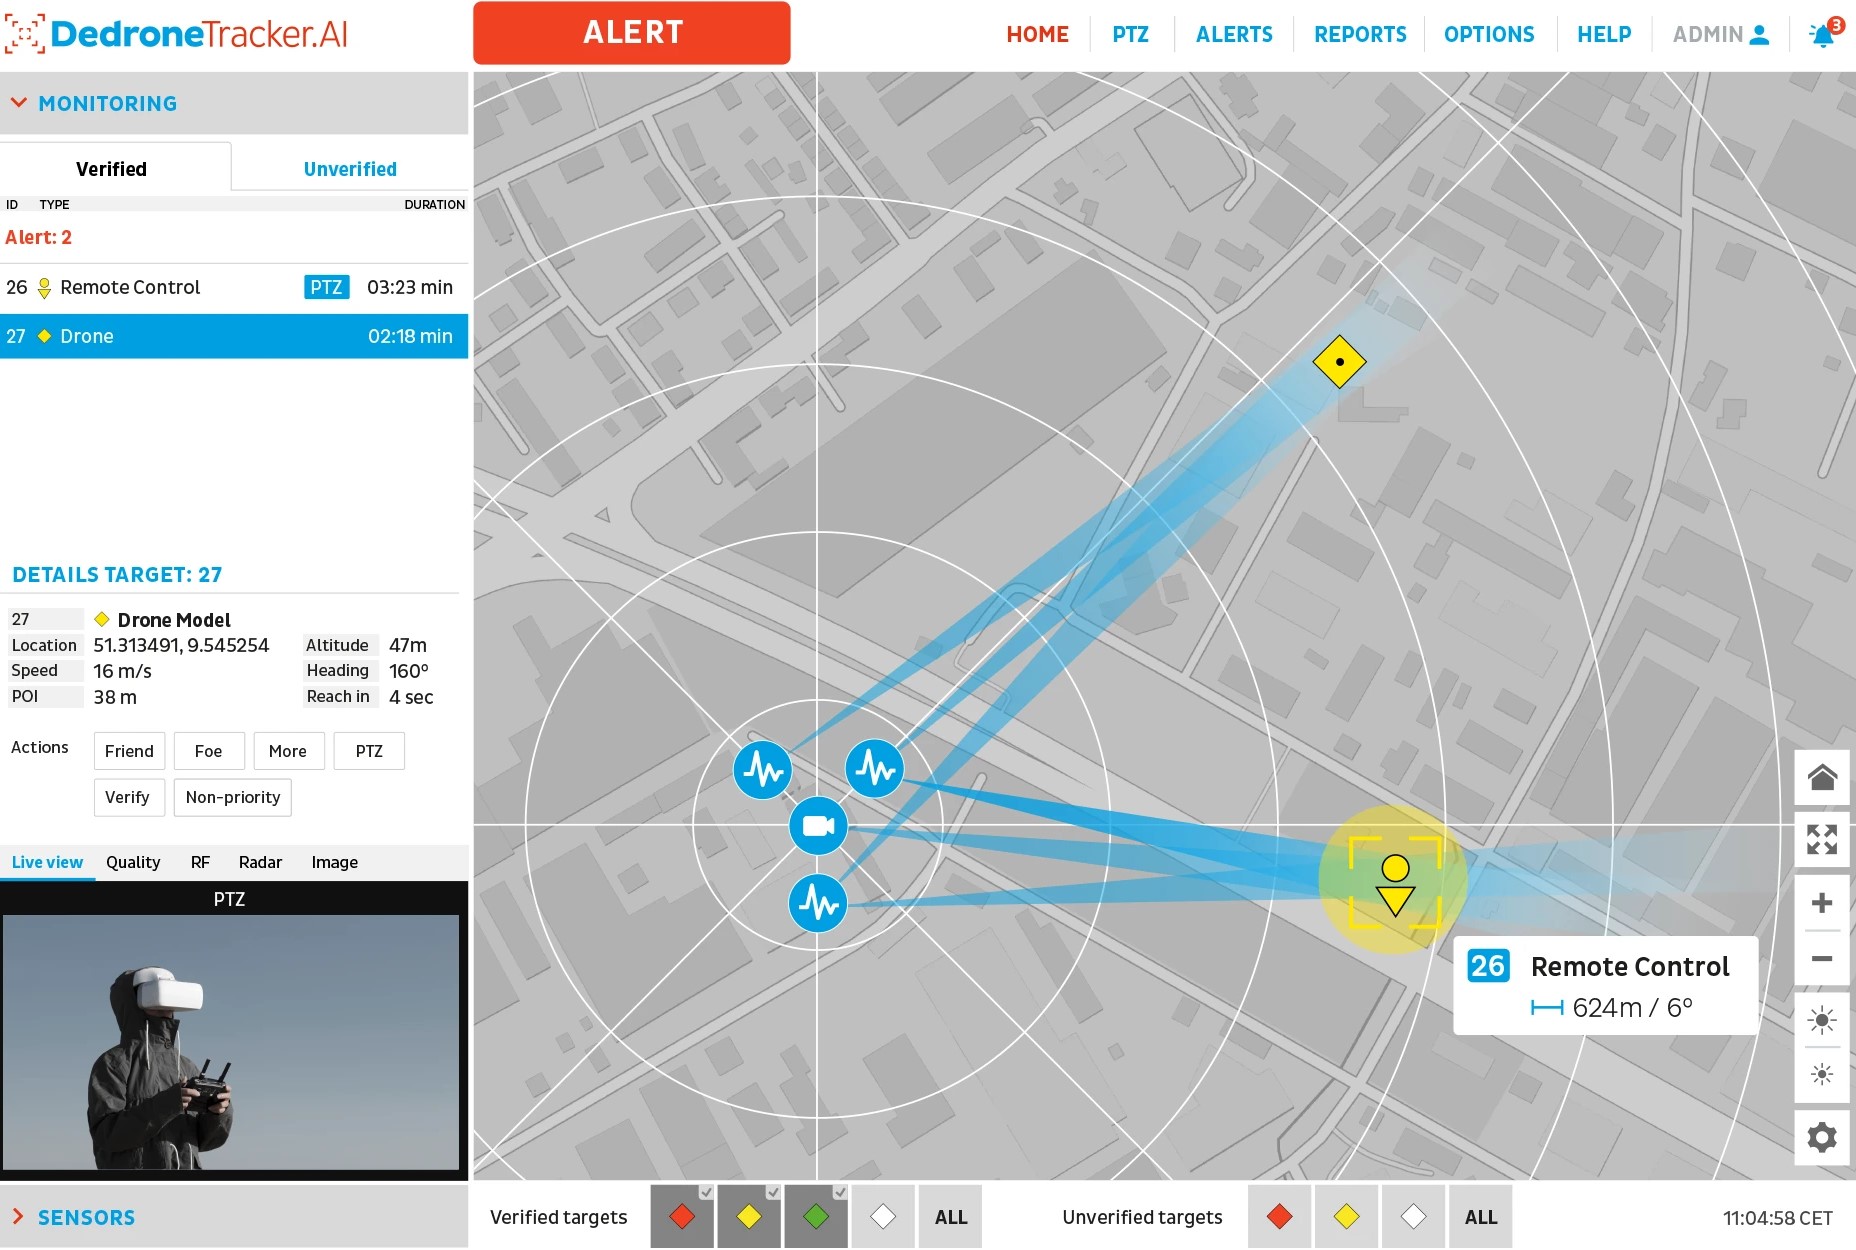 DedroneTracker.AI
ALERT
HOME PTZ ALERTS REPORTS OPTIONS HELP ADMIN 3
MONITORING
Verified Unverified
ID TYPE DURATION
Alert: 2
26 Remote Control PTZ 03:23 min
27 Drone 02:18 min
DETAILS TARGET: 27
27 Drone Model
Location 51.313491, 9.545254 Altitude 47m
Speed 16 m/s Heading 160º
POI 38 m Reach in 4 sec
Actions Friend Foe More PTZ
Verify Non-priority
Live view Quality RF Radar Image
PTZ
SENSORS
26 Remote Control
624m / 6º
Verified targets ALL Unverified targets ALL 11:04:58 CET